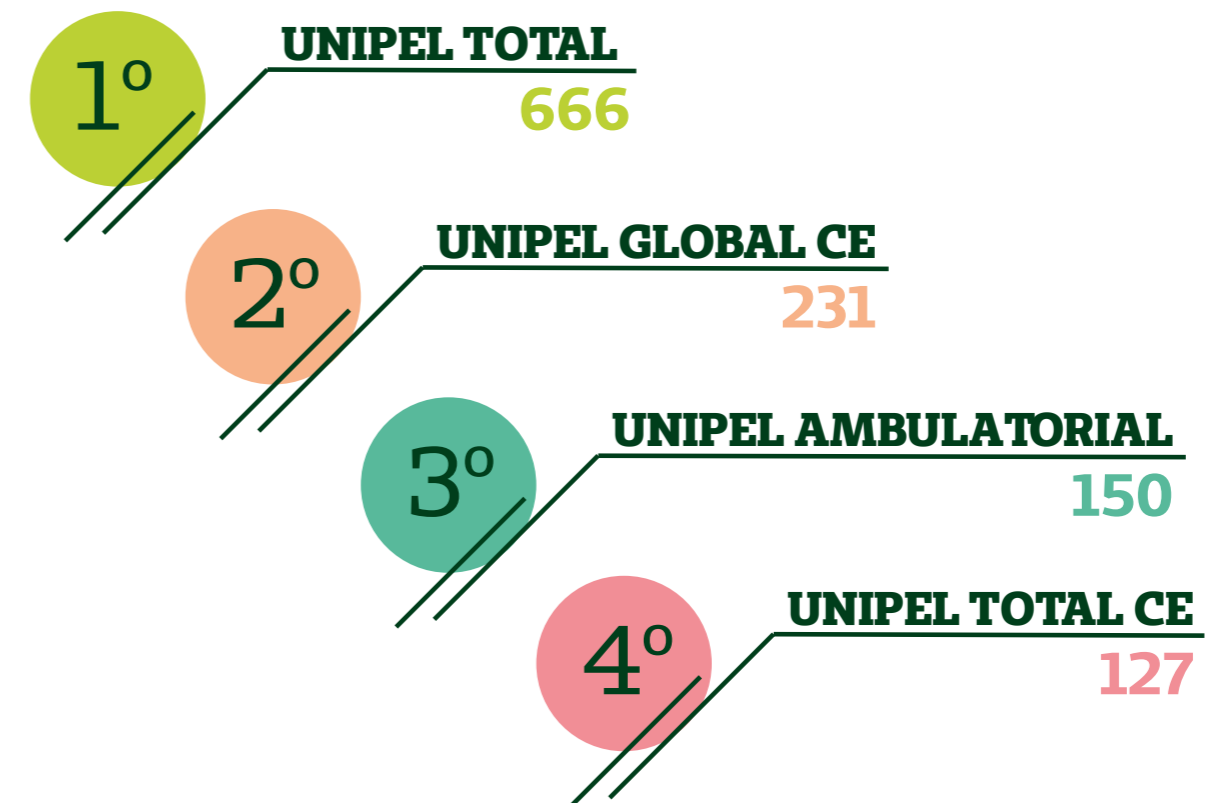 1º
UNIPEL TOTAL
666
2º
UNIPEL GLOBAL CE
231
3º
UNIPEL AMBULATORIAL
150
4º
UNIPEL TOTAL CE
127